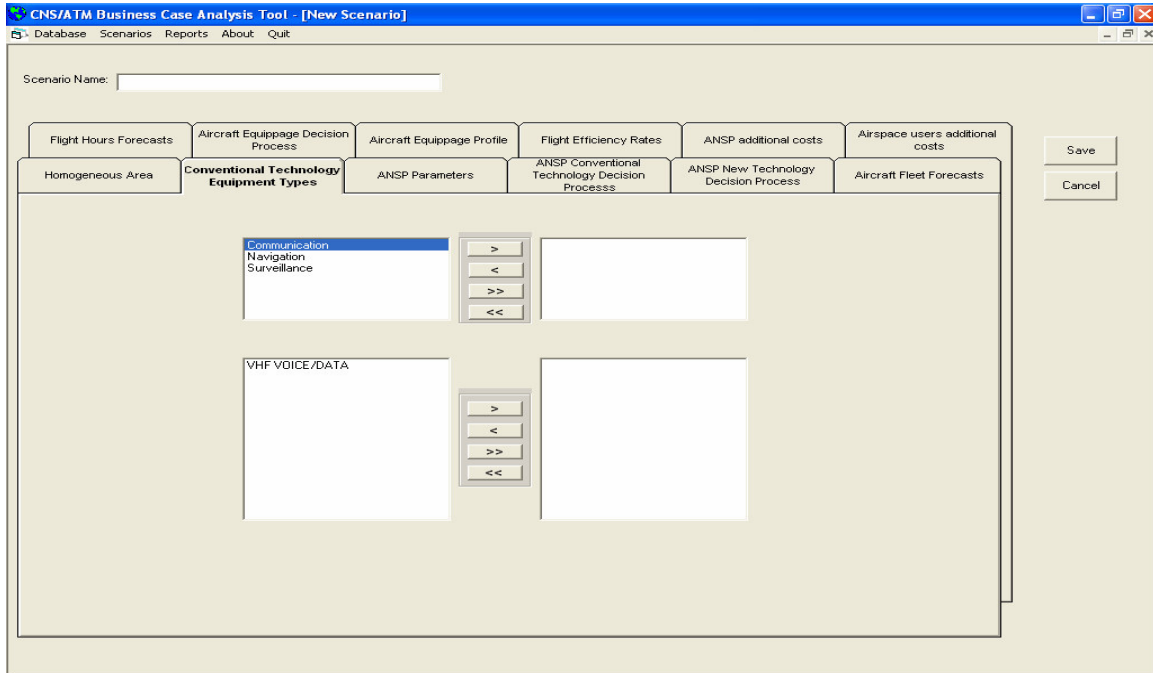 CNS/ATM Business Case Analysis Tool - [New Scenario]
Database Scenarios Reports About Quit
Scenario Name:
Flight Hours Forecasts
Aircraft Equippage Decision
Process
Aircraft Equippage Profile
Flight Efficiency Rates
ANSP additional costs
Airspace users additional
costs
Save
Homogeneous Area
Conventional Technology
Equipment Types
ANSP Parameters
ANSP Conventional
Technology Decision
Processs
ANSP New Technology
Decision Process
Aircraft Fleet Forecasts
Cancel
Communication
Navigation
Surveillance
>
<
>>
<<
VHF VOICE/DATA
>
<
>>
<<